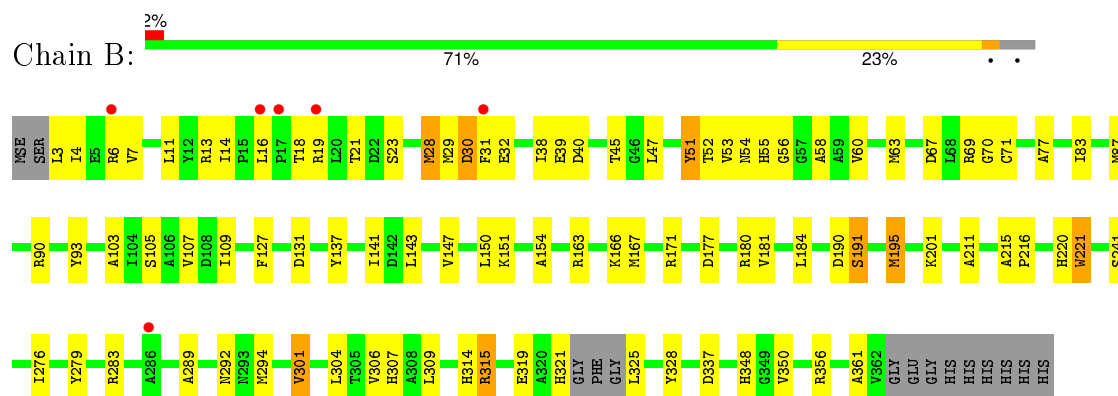 2%
Chain B:
71% 23% • •
MSE SER L3 I4 E5 R6 V7 L11 Y12 R13 I14 P15 L16 P17 T18 R19 L20 T21 D22 S23 M28 M29 D30 F31 E32 I38 E39 D40 T45 G46 L47 Y51 T52 V53 N54 H55 G56 G57 A58 A59 V60 M63 D67 L68 R69 G70 C71 A77 I83
R90 Y93 A103 I104 S105 A106 V107 D108 I109 F127 D131 Y137 I141 D142 L143 V147 L150 K151 A154 R163 K166 M167 R171 D177 R180 V181 L184 D190 S191 M195 K201 A211 A215 P216 H220 W221
I276 Y279 R283 A286 A289 N292 N293 M294 V301 L304 T305 V306 H307 A308 L309 H314 R315 E319 A320 H321 GLY PHE GLY L325 Y328 D337 H348 G349 V350 R356 A361 V362 GLY GLU GLY HIS HIS HIS HIS HIS HIS